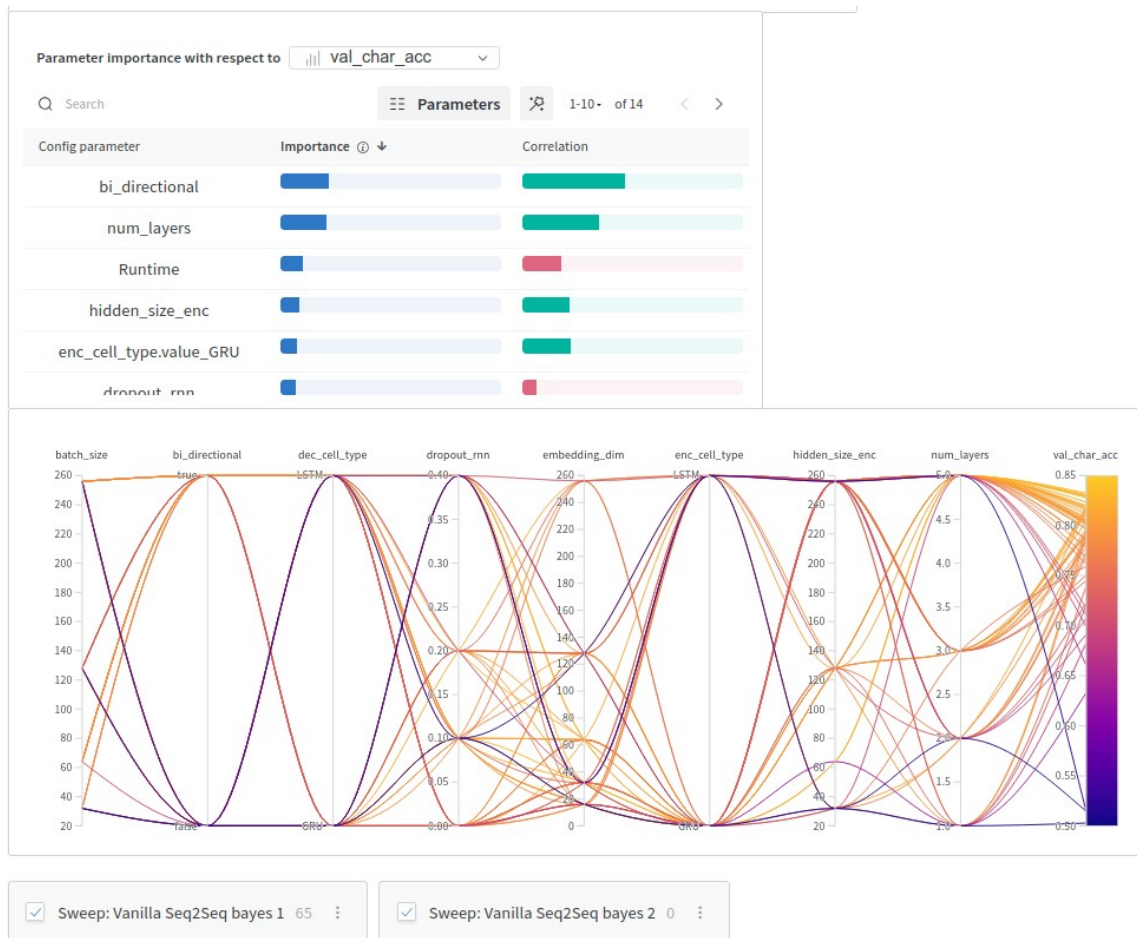 Parameter importance with respect to val_char_acc
Search Parameters 1-10 of 14
Config parameter Importance Correlation
bi_directional
num_layers
Runtime
hidden_size_enc
enc_cell_type.value_GRU
dropout_rnn
batch_size bi_directional dec_cell_type dropout_rnn embedding_dim enc_cell_type hidden_size_enc num_layers val_char_acc
260 true LSTM 0.40 260 LSTM 260 5.0 0.85
240 0.35 240 240 4.5 0.80
220 0.30 220 220 4.0 0.75
200 0.25 200 200 3.5 0.70
180 0.20 180 180 3.0 0.65
160 0.15 160 160 2.5 0.60
140 0.10 140 140 2.0 0.55
120 0.05 120 120 1.5 0.50
100 0.00 100 100 1.0
80 80 80
60 60 60
40 40 40
20 false GRU 20 GRU 20
0
Sweep: Vanilla Seq2Seq bayes 1 65
Sweep: Vanilla Seq2Seq bayes 2 0